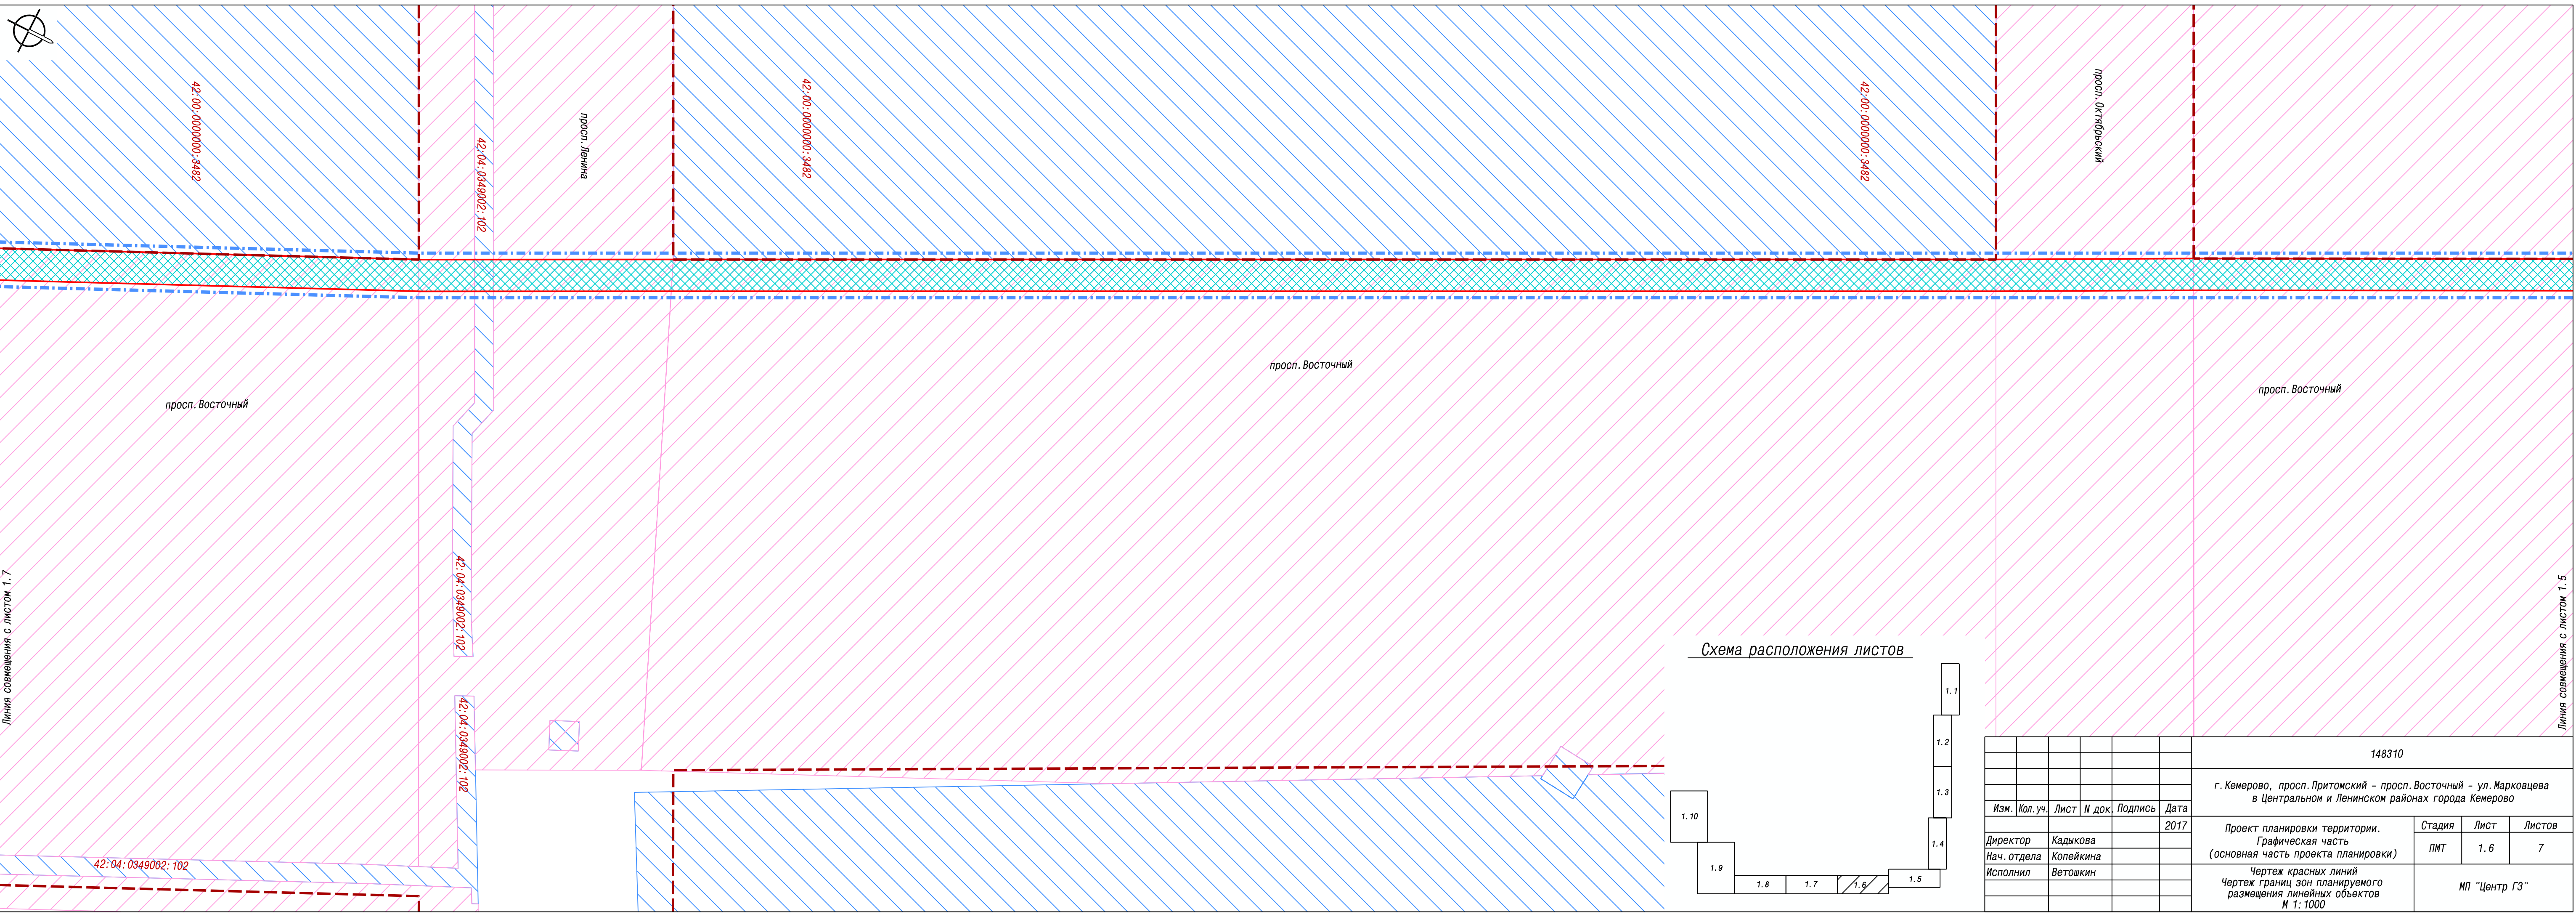 42:00:0000000:3482
42:04:0349002:102
просп.Ленина
42:00:0000000:3482
42:00:0000000:3482
просп.Октябрьский
просп.Восточный
просп.Восточный
просп.Восточный
42:04:0349002:102
42:04:0349002:102
42:04:0349002:102
Линия совмещения с листом 1.7
Линия совмещения с листом 1.5
Схема расположения листов
1.1
1.2
1.3
1.4
1.5
1.6
1.7
1.8
1.9
1.10
148310
г.Кемерово, просп.Притомский - просп.Восточный - ул.Марковцева
в Центральном и Ленинском районах города Кемерово
Изм. Кол.уч. Лист N док Подпись Дата
2017
Директор Кадыкова
Нач.отдела Копейкина
Исполнил Ветошкин
Проект планировки территории.
Графическая часть
(основная часть проекта планировки)
Стадия Лист Листов
ПМТ 1.6 7
Чертеж красных линий
Чертеж границ зон планируемого
размещения линейных объектов
М 1:1000
МП "Центр ГЗ"